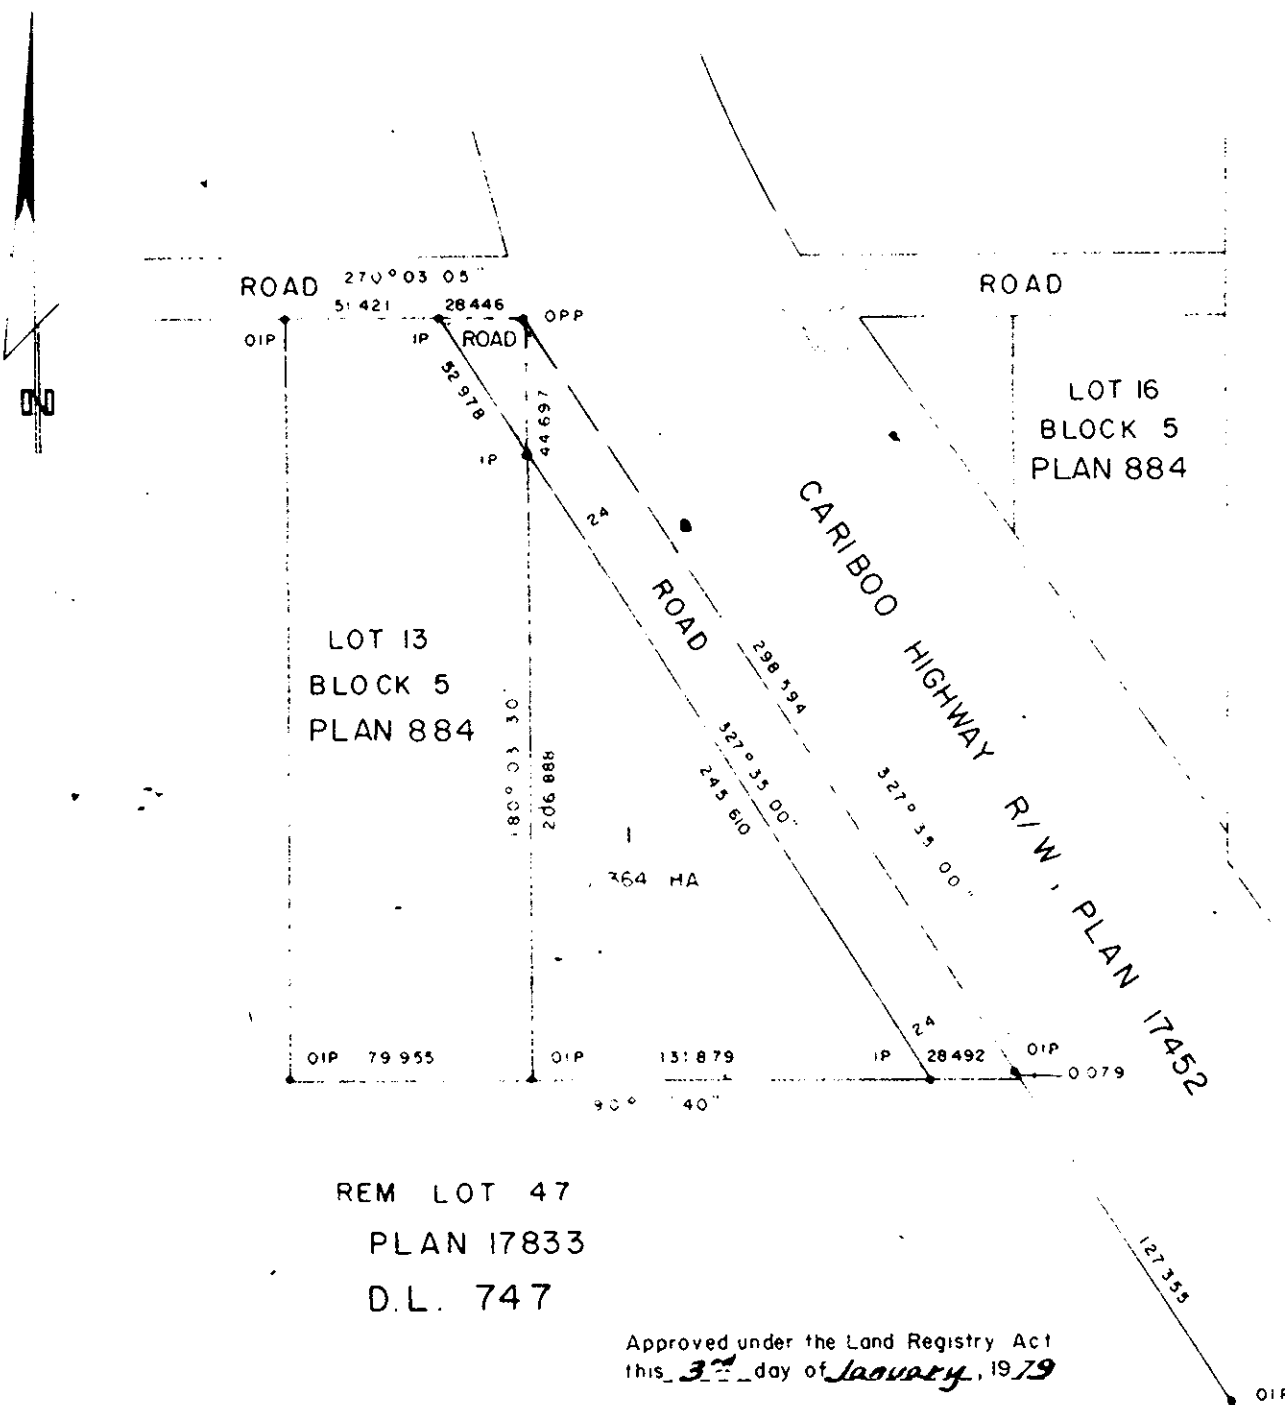 N
ROAD 270° 03 05"
51 421 28 446
OIP IP ROAD OPP
ROAD
52 978
44 697
IP
24
LOT 16
BLOCK 5
PLAN 884
CARIBOO HIGHWAY R/W, PLAN 17452
ROAD
LOT 13
BLOCK 5
PLAN 884
298 594
180° 03 30'
206 888
327° 35 00"
245 610
327° 35 00"
1
364 HA
24
OIP 79 955 OIP 131 879 IP 28 492 OIP
0 079
90° 40"
REM LOT 47
PLAN 17833
D.L. 747
127 355
OIP
Approved under the Land Registry Act
this 3rd day of January, 1979